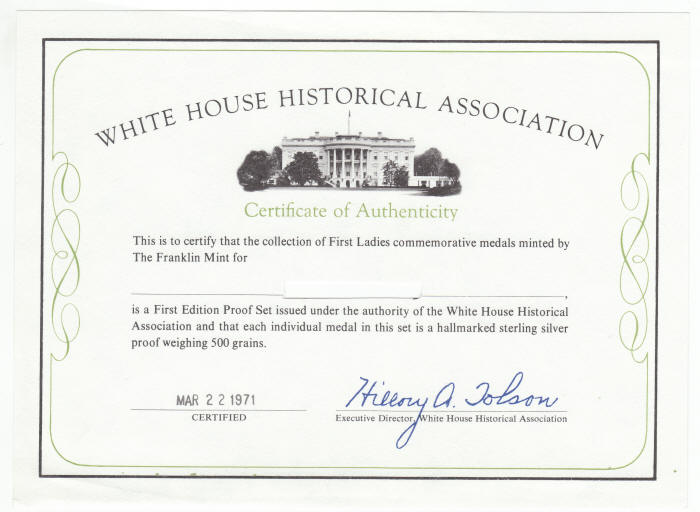 WHITE HOUSE HISTORICAL ASSOCIATION
Certificate of Authenticity
This is to certify that the collection of First Ladies commemorative medals minted by
The Franklin Mint for
,
is a First Edition Proof Set issued under the authority of the White House Historical
Association and that each individual medal in this set is a hallmarked sterling silver
proof weighing 500 grains.
MAR 22 1971
CERTIFIED
Hillory A. Tolson
Executive Director, White House Historical Association